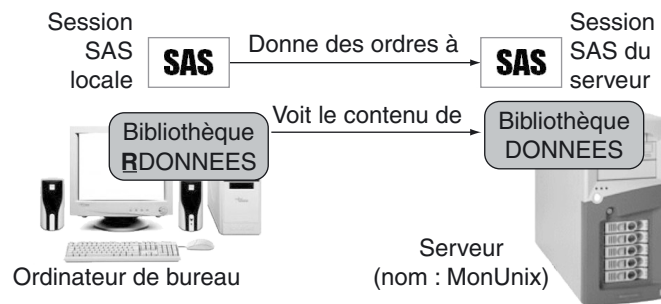 Session
SAS
locale
SAS
Donne des ordres à
SAS
Session
SAS du
serveur
Bibliothèque
RDONNEES
Voit le contenu de
Bibliothèque
DONNEES
Ordinateur de bureau
Serveur
(nom : MonUnix)